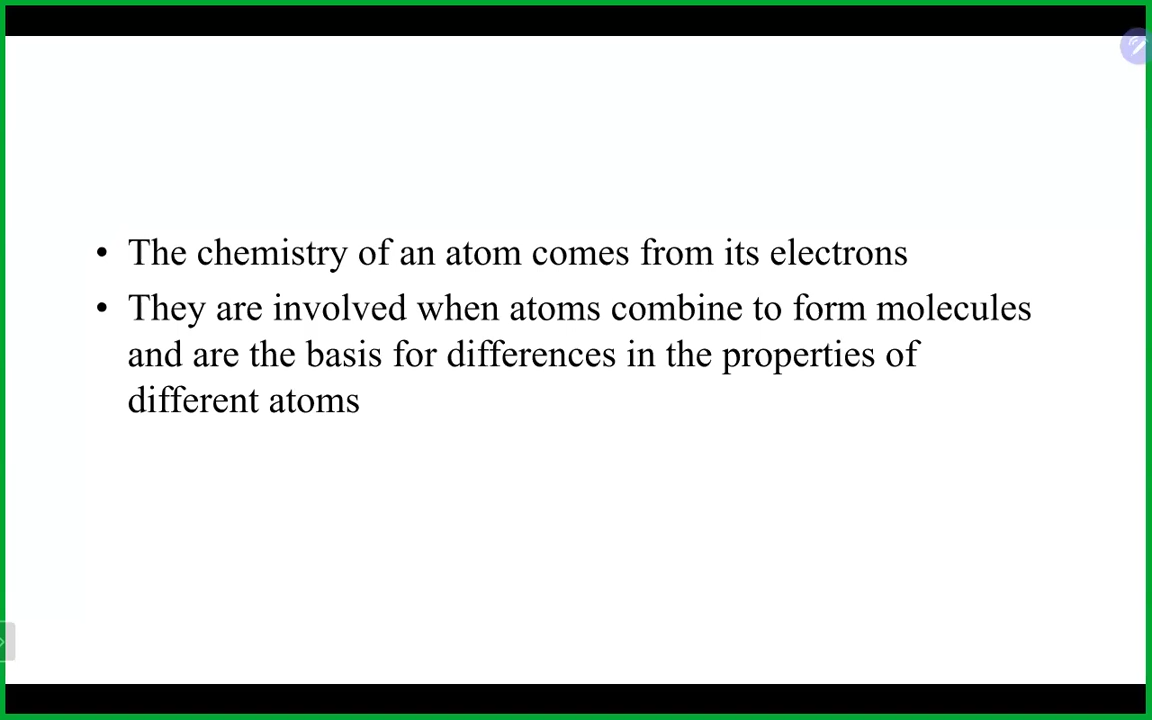 • The chemistry of an atom comes from its electrons
• They are involved when atoms combine to form molecules
and are the basis for differences in the properties of
different atoms